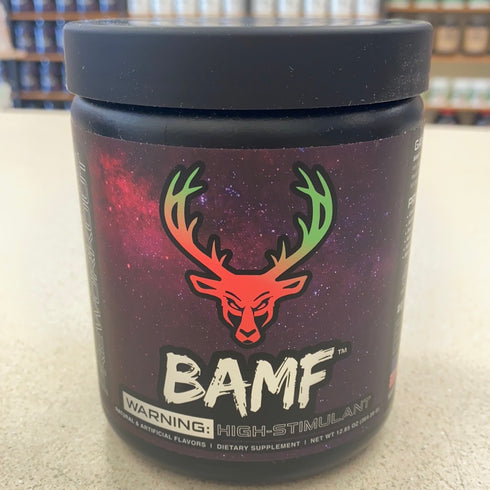 BAMF™
WARNING: HIGH-STIMULANT
NATURAL & ARTIFICIAL FLAVORS | DIETARY SUPPLEMENT | NET WT 12.85 OZ